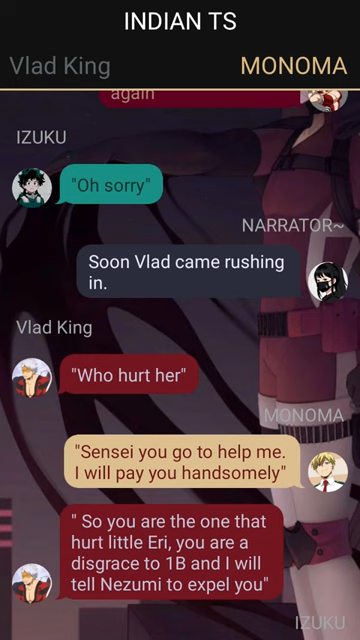 INDIAN TS
Vlad King
MONOMA
again
IZUKU
"Oh sorry"
NARRATOR~
Soon Vlad came rushing
in.
Vlad King
"Who hurt her"
MONOMA
"Sensei you go to help me.
I will pay you handsomely"
" So you are the one that
hurt little Eri, you are a
disgrace to 1B and I will
tell Nezumi to expel you"
IZUKU